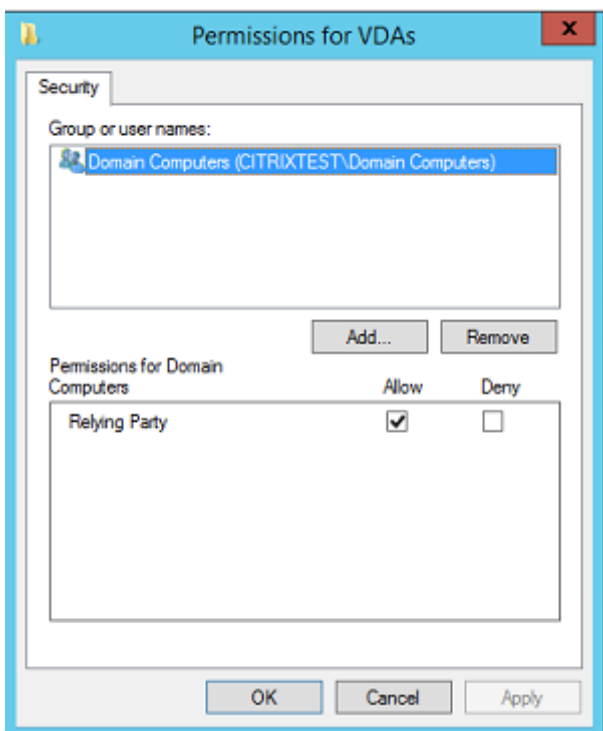 Permissions for VDAs
x
Security
Group or user names:
Domain Computers (CITRIXTEST\Domain Computers)
Add... Remove
Permissions for Domain
Computers Allow Deny
Relying Party
OK Cancel Apply